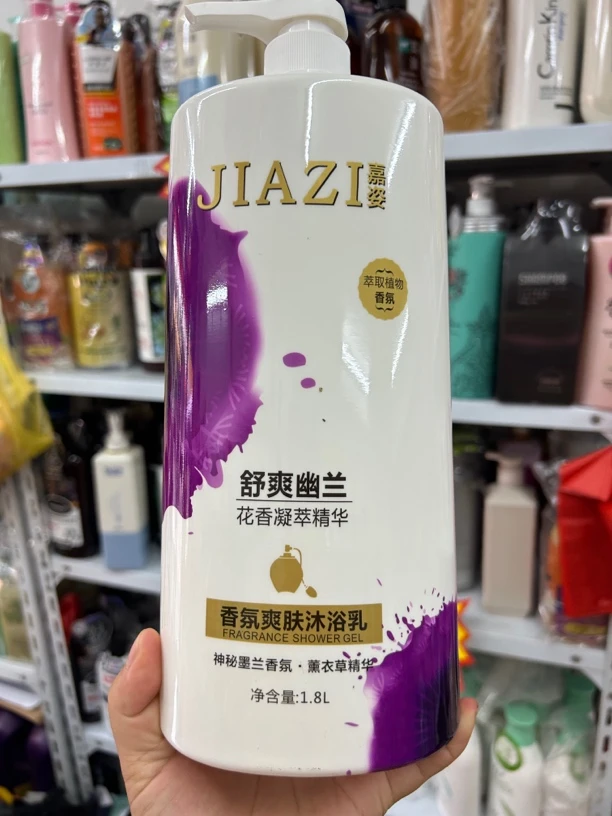 JIAZI 嘉姿
萃取植物
香氛
舒爽幽兰
花香凝萃精华
香氛爽肤沐浴乳
FRAGRANCE SHOWER GEL
神秘墨兰香氛·薰衣草精华
净含量:1.8L